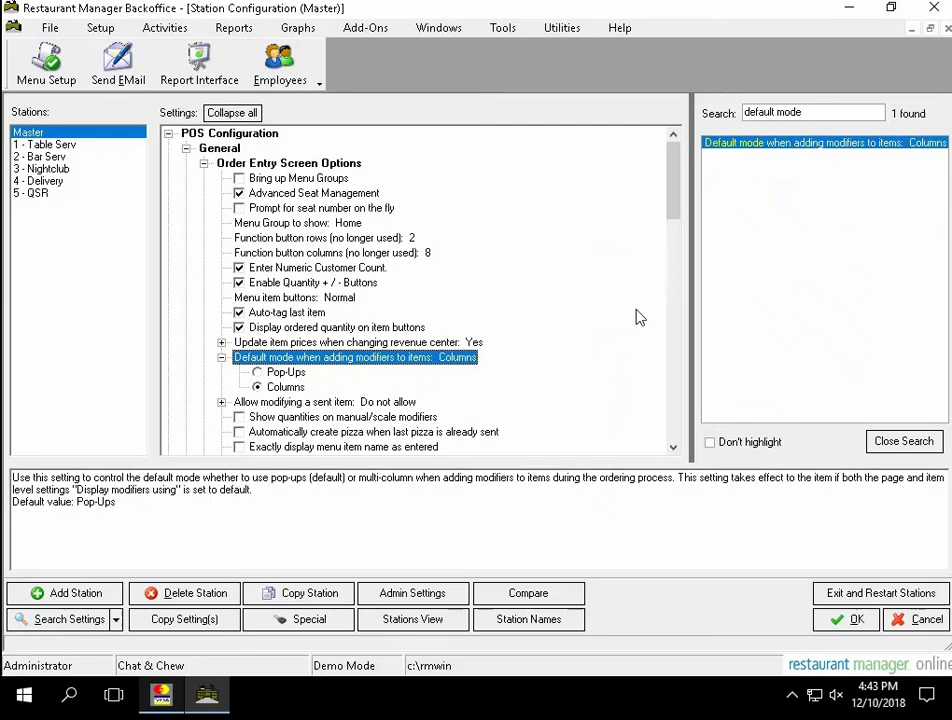 Restaurant Manager Backoffice - [Station Configuration (Master)]
File Setup Activities Reports Graphs Add-Ons Windows Tools Utilities Help
Menu Setup Send EMail Report Interface Employees
Stations:
Master
1 - Table Serv
2 - Bar Serv
3 - Nightclub
4 - Delivery
5 - QSR
Settings: Collapse all
POS Configuration
General
Order Entry Screen Options
Bring up Menu Groups
Advanced Seat Management
Prompt for seat number on the fly
Menu Group to show: Home
Function button rows (no longer used): 2
Function button columns (no longer used): 8
Enter Numeric Customer Count.
Enable Quantity + / - Buttons
Menu item buttons: Normal
Auto-tag last item
Display ordered quantity on item buttons
Update item prices when changing revenue center: Yes
Default mode when adding modifiers to items: Columns
Pop-Ups
Columns
Allow modifying a sent item: Do not allow
Show quantities on manual/scale modifiers
Automatically create pizza when last pizza is already sent
Exactly display menu item name as entered
Search: default mode 1 found
Default mode when adding modifiers to items: Columns
Don't highlight Close Search
Use this setting to control the default mode whether to use pop-ups (default) or multi-column when adding modifiers to items during the ordering process. This setting takes effect to the item if both the page and item
level settings "Display modifiers using" is set to default.
Default value: Pop-Ups
Add Station Delete Station Copy Station Admin Settings Compare Exit and Restart Stations
Search Settings Copy Setting(s) Special Stations View Station Names OK Cancel
Administrator Chat & Chew Demo Mode c:\rmwin restaurant manager. online
4:43 PM
12/10/2018